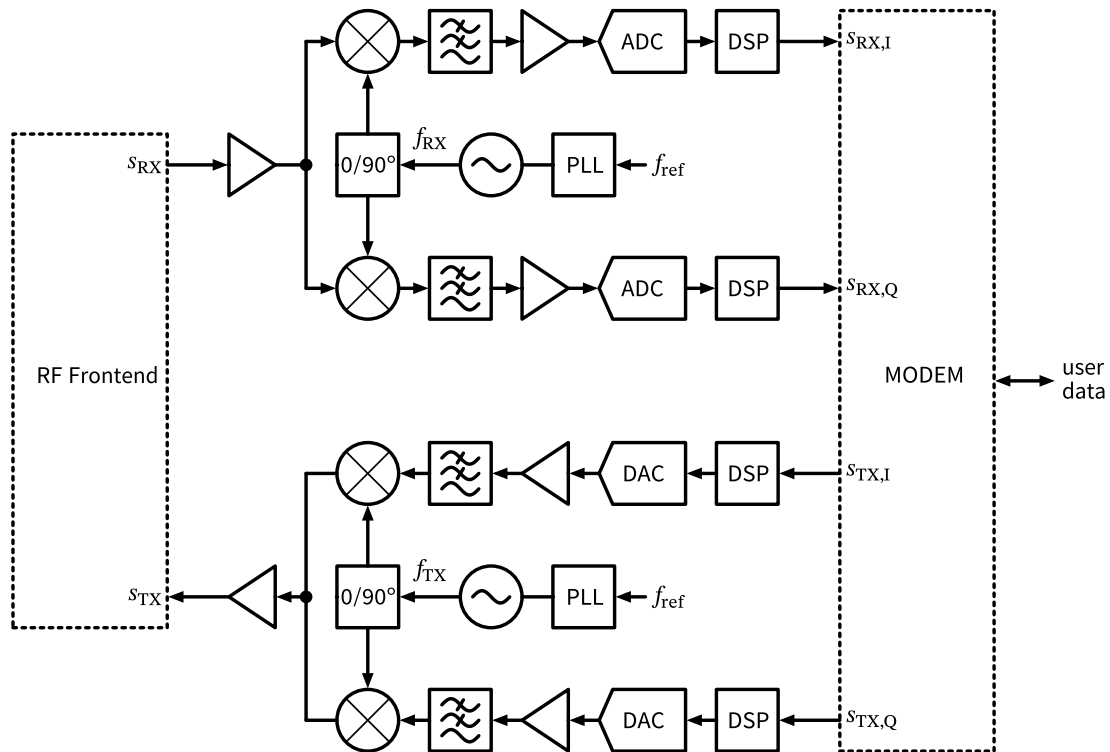 ADC DSP s_RX,I
s_RX 0/90° f_RX PLL f_ref
ADC DSP s_RX,Q
RF Frontend
MODEM
user
data
DAC DSP s_TX,I
s_TX 0/90° f_TX PLL f_ref
DAC DSP s_TX,Q